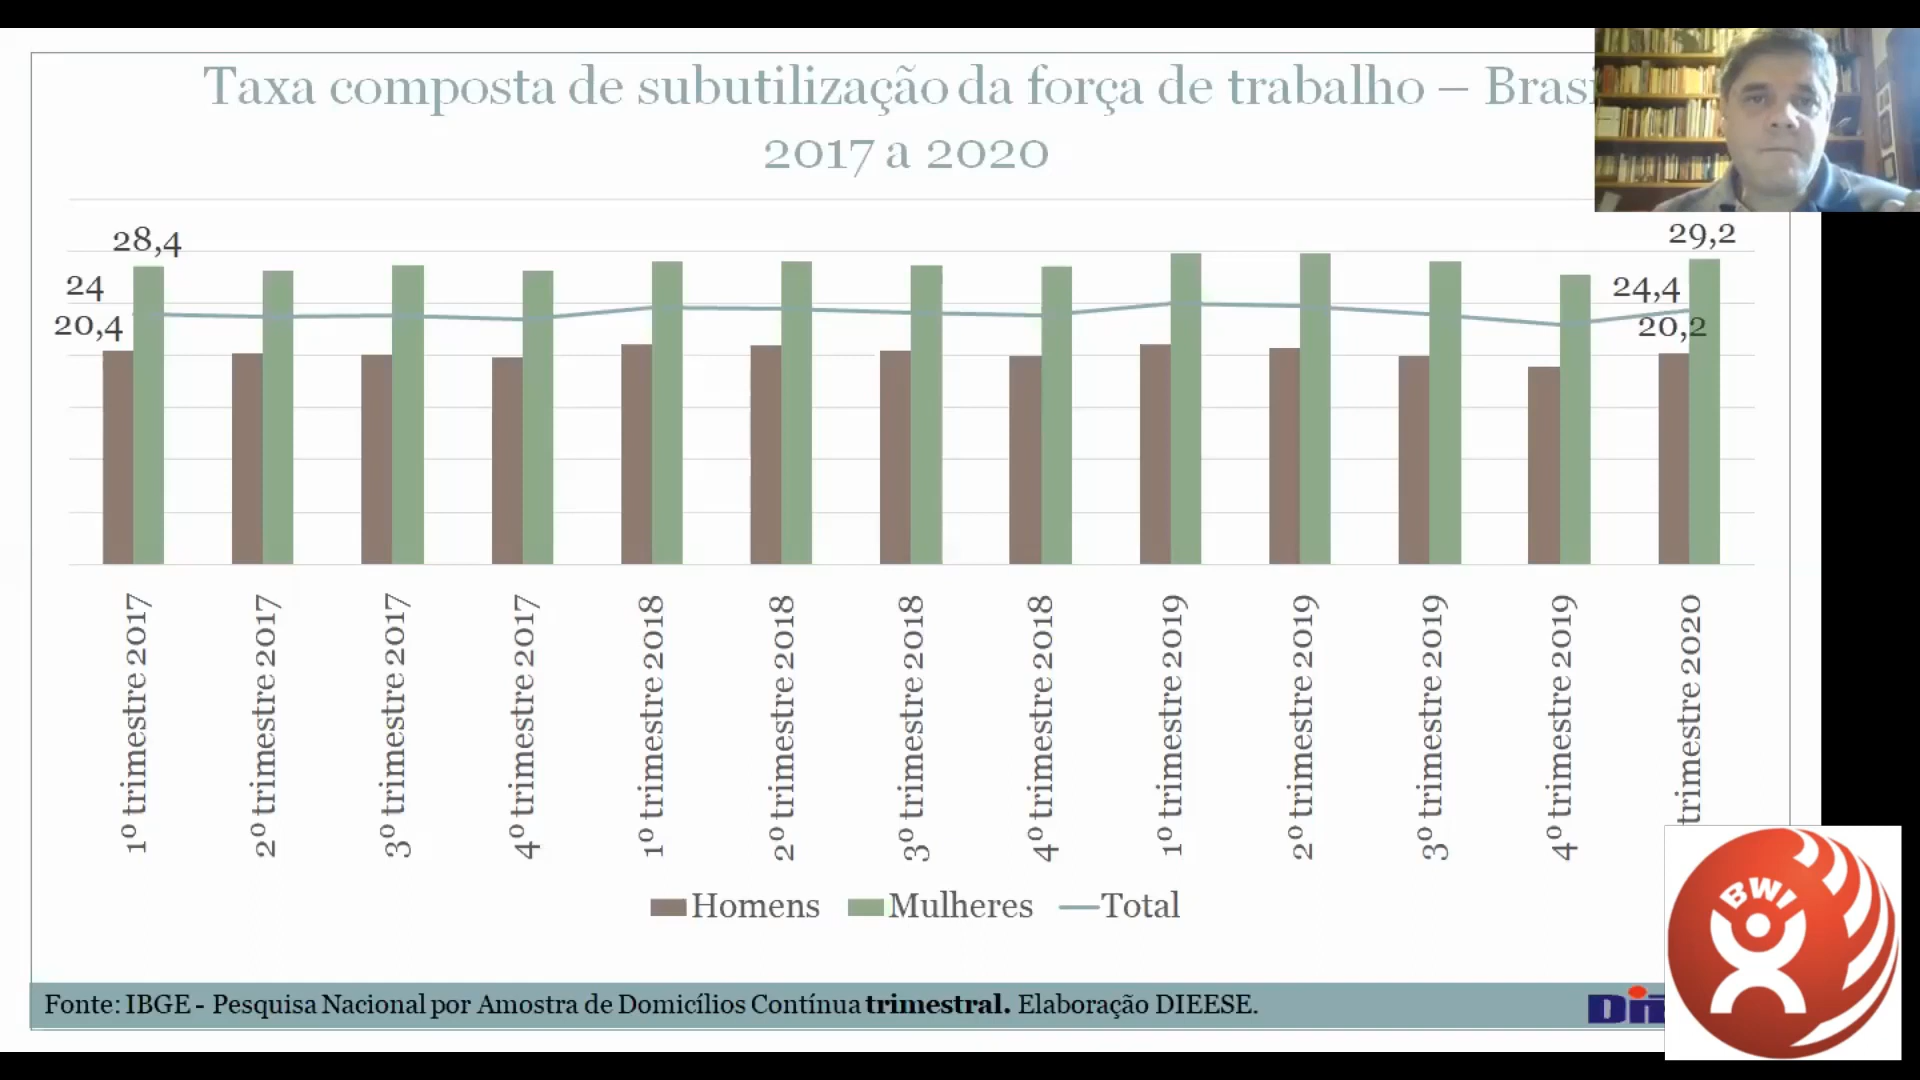 Taxa composta de subutilização da força de trabalho – Brasi
2017 a 2020
28,4
24
20,4
29,2
24,4
20,2
1º trimestre 2017
2º trimestre 2017
3º trimestre 2017
4º trimestre 2017
1º trimestre 2018
2º trimestre 2018
3º trimestre 2018
4º trimestre 2018
1º trimestre 2019
2º trimestre 2019
3º trimestre 2019
4º trimestre 2019
trimestre 2020
Homens Mulheres Total
Fonte: IBGE - Pesquisa Nacional por Amostra de Domicílios Contínua trimestral. Elaboração DIEESE.
BWI